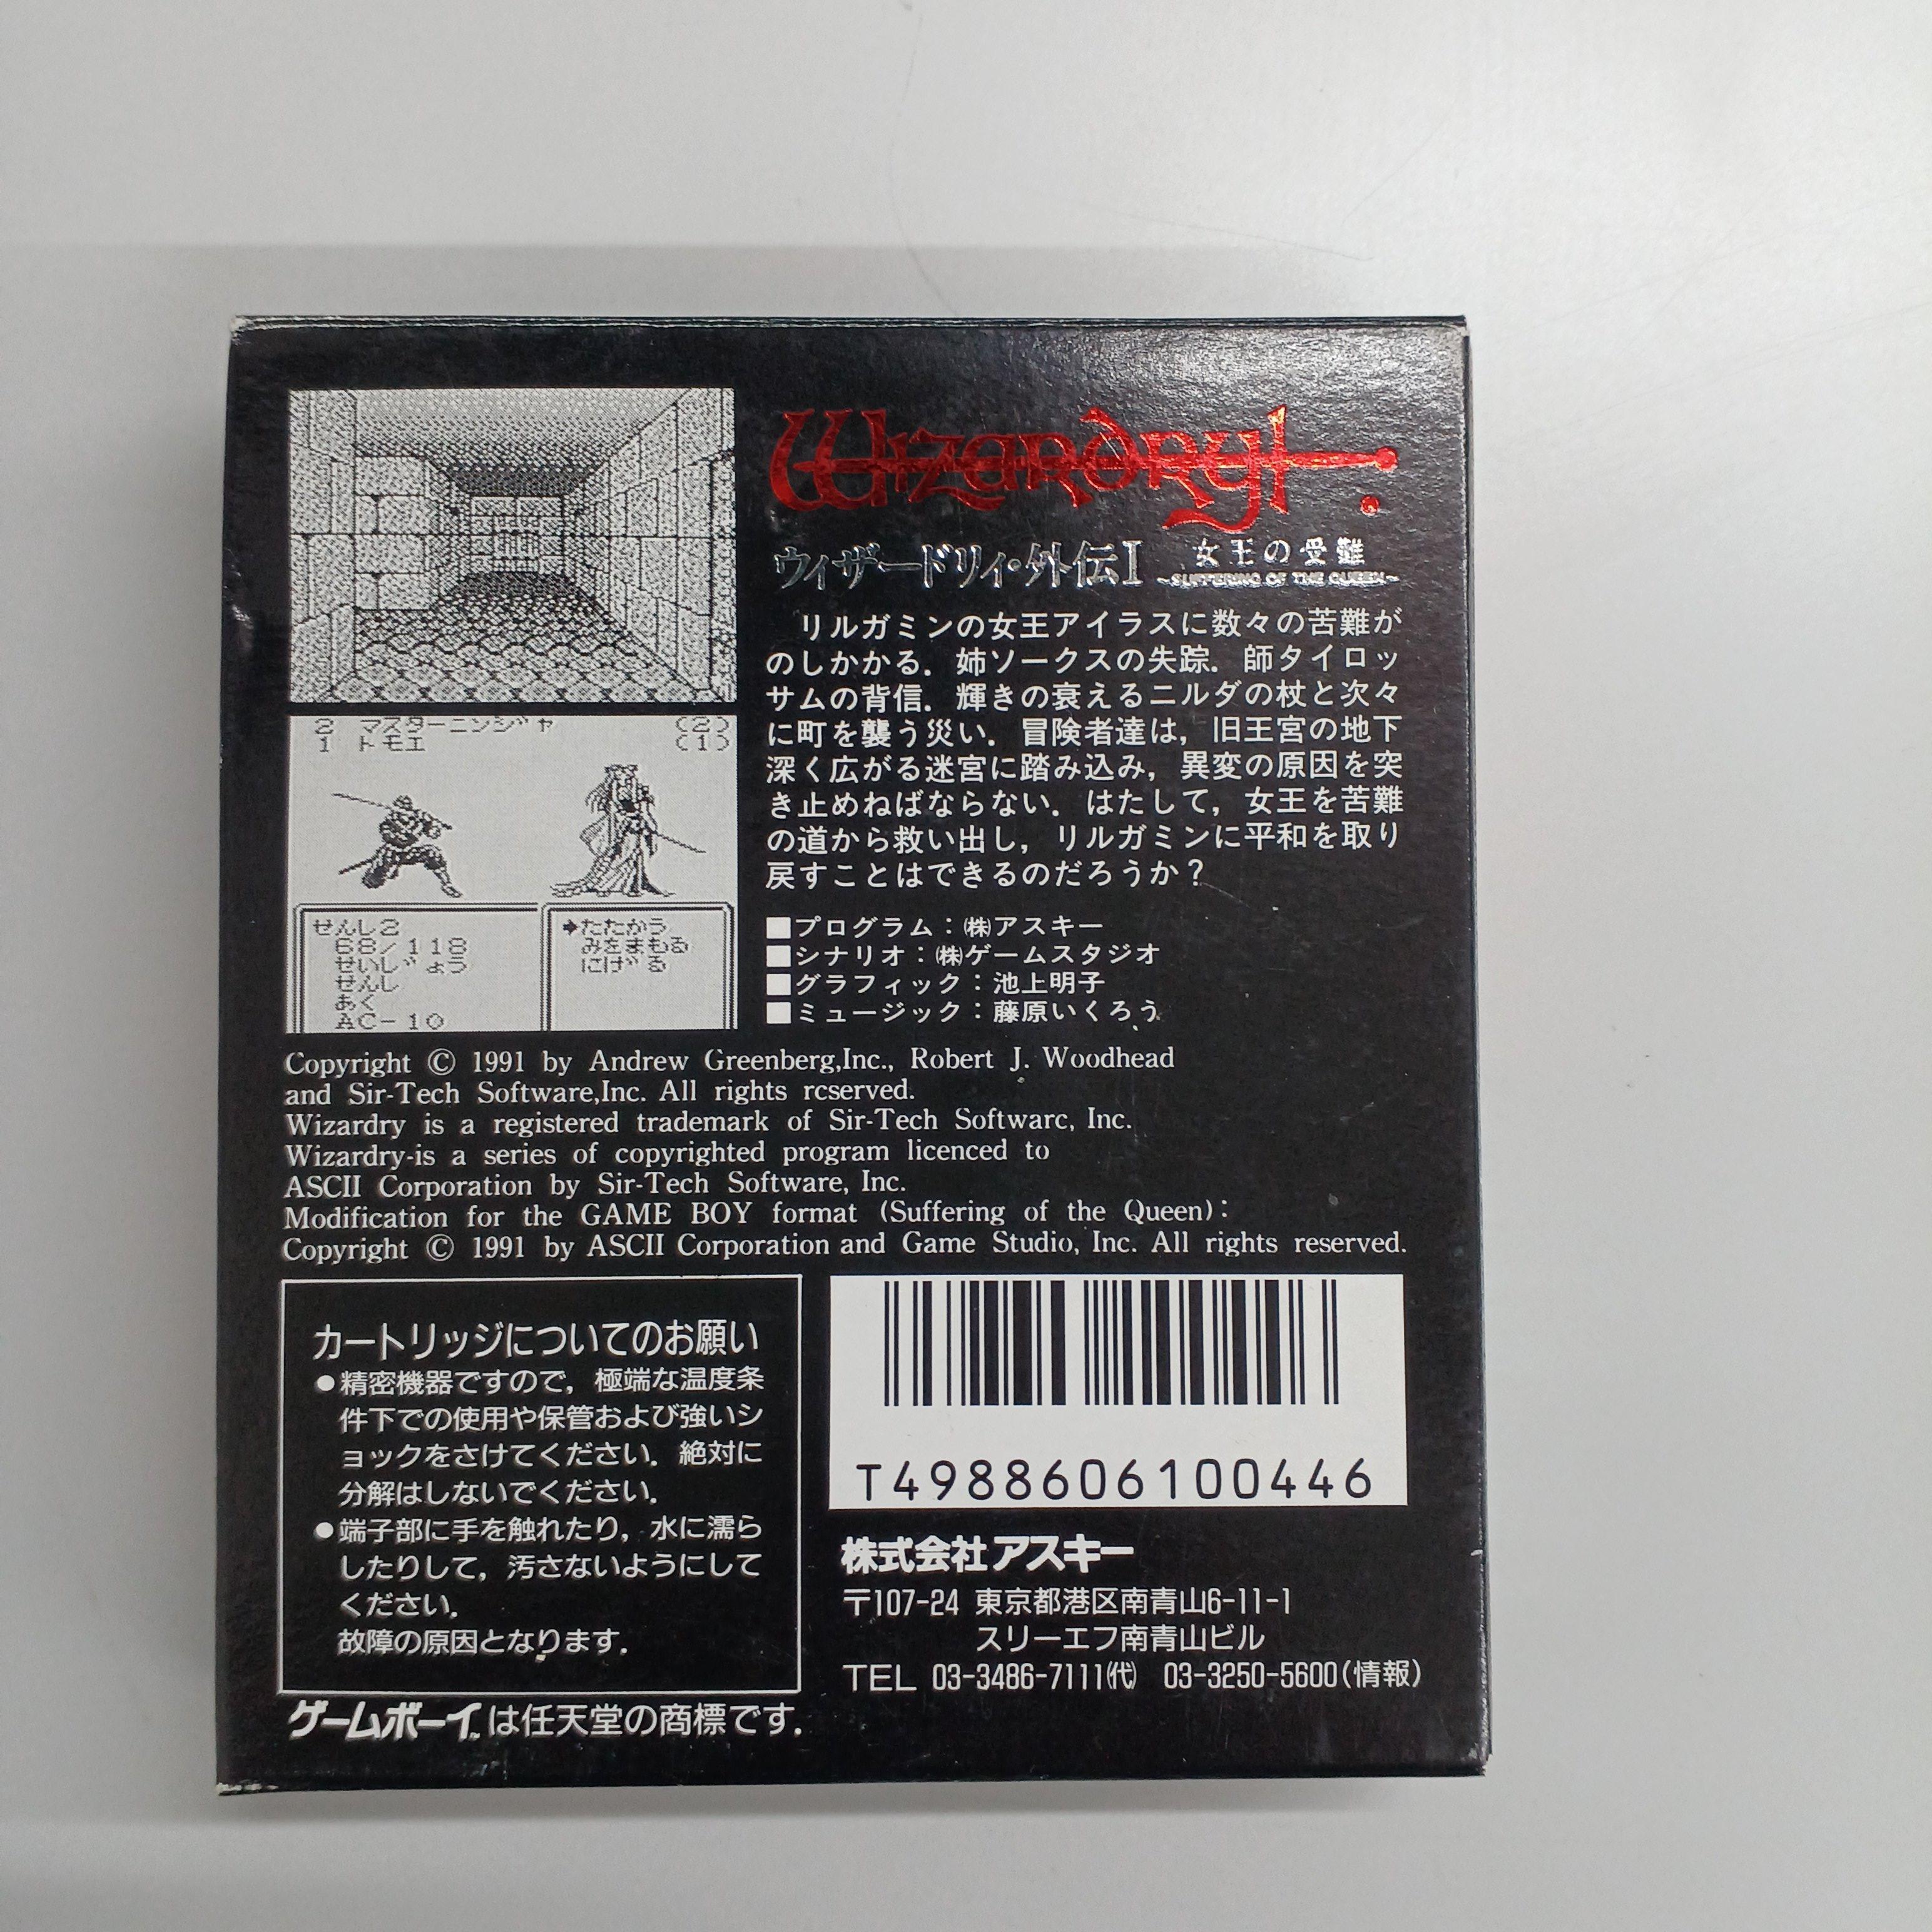 Wizardry
ウィザードリィ・外伝I 女王の受難
~SUFFERING OF THE QUEEN~
リルガミンの女王アイラスに数々の苦難が
のしかかる．姉ソークスの失踪．師タイロッ
サムの背信．輝きの衰えるニルダの杖と次々
に町を襲う災い．冒険者達は，旧王宮の地下
深く広がる迷宮に踏み込み，異変の原因を突
き止めねばならない．はたして，女王を苦難
の道から救い出し，リルガミンに平和を取り
戻すことはできるのだろうか？
2 マスターニンジャ (2)
1 トモエ (1)
せんし2
68/118
せいじょう
せんし
あく
AC-10
➔たたかう
みをまもる
にげる
■プログラム：㈱アスキー
■シナリオ：㈱ゲームスタジオ
■グラフィック：池上明子
■ミュージック：藤原いくろう
Copyright © 1991 by Andrew Greenberg,Inc., Robert J. Woodhead
and Sir-Tech Software,Inc. All rights rcserved.
Wizardry is a registered trademark of Sir-Tech Softwarc, Inc.
Wizardry-is a series of copyrighted program licenced to
ASCII Corporation by Sir-Tech Software, Inc.
Modification for the GAME BOY format (Suffering of the Queen):
Copyright © 1991 by ASCII Corporation and Game Studio, Inc. All rights reserved.
カートリッジについてのお願い
●精密機器ですので，極端な温度条
件下での使用や保管および強いシ
ョックをさけてください．絶対に
分解はしないでください．
●端子部に手を触れたり，水に濡ら
したりして，汚さないようにして
ください．
故障の原因となります．
ゲームボーイは任天堂の商標です．
T4988606100446
株式会社アスキー
〒107-24 東京都港区南青山6-11-1
スリーエフ南青山ビル
TEL 03-3486-7111㈹ 03-3250-5600(情報)